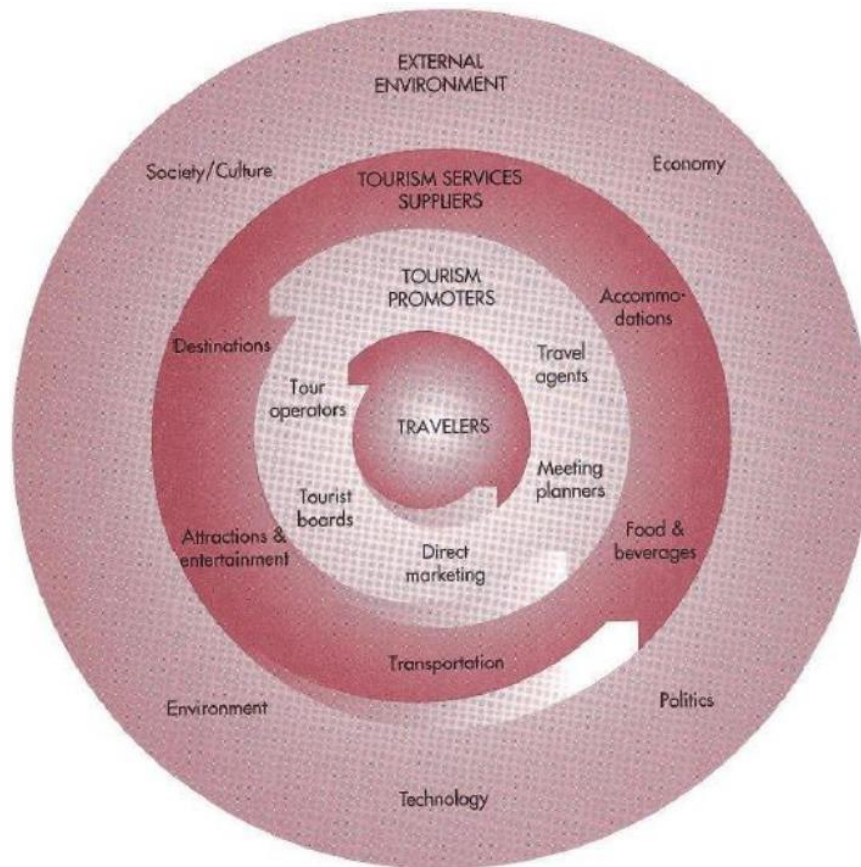 EXTERNAL
ENVIRONMENT
Society/Culture
Economy
TOURISM SERVICES
SUPPLIERS
TOURISM
PROMOTERS
Accommo-
dations
Destinations
Travel
agents
Tour
operators
TRAVELERS
Meeting
planners
Tourist
boards
Attractions &
entertainment
Direct
marketing
Food &
beverages
Transportation
Environment
Politics
Technology